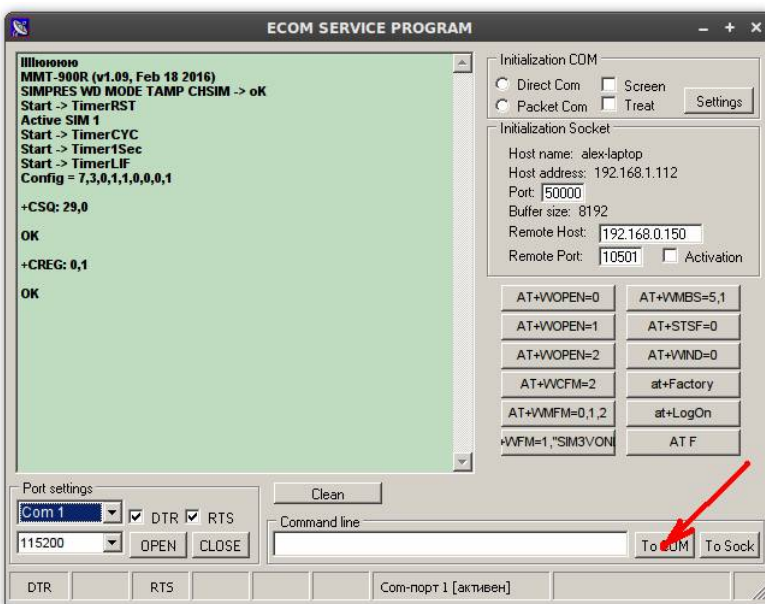 ECOM SERVICE PROGRAM
MMT-900R (v1.09, Feb 18 2016)
SIMPRES WD MODE TAMP CHSIM -> oK
Start -> TimerRST
Active SIM 1
Start -> TimerCYC
Start -> Timer1Sec
Start -> TimerLIF
Config = 7,3,0,1,1,0,0,0,1
+CSQ: 29,0
OK
+CREG: 0,1
OK
Initialization COM
Direct Com
Screen
Packet Com
Treat
Settings
Initialization Socket
Host name: alex-laptop
Host address: 192.168.1.112
Port: 50000
Buffer size: 8192
Remote Host: 192.168.0.150
Remote Port: 10501
Activation
AT+WOPEN=0
AT+WMBS=5,1
AT+WOPEN=1
AT+STSF=0
AT+WOPEN=2
AT+WIND=0
AT+WCFM=2
at+Factory
AT+WMFM=0,1,2
at+LogOn
AT F
Port settings
Com 1
DTR
RTS
115200
OPEN
CLOSE
Clean
Command line
To COM
To Sock
DTR
RTS
Com-порт 1 [активен]